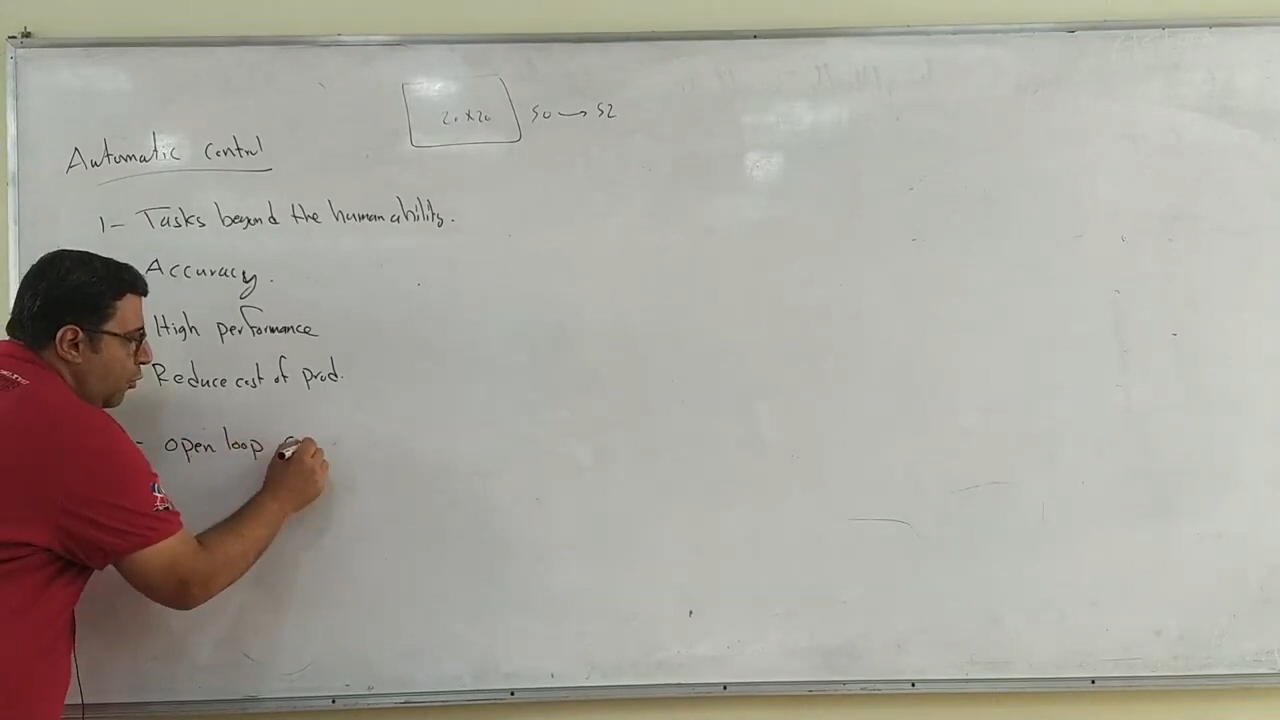 20x20 50 → 52
Automatic control
1- Tasks beyond the human ability.
Accuracy.
High performance
Reduce cost of prod.
- open loop